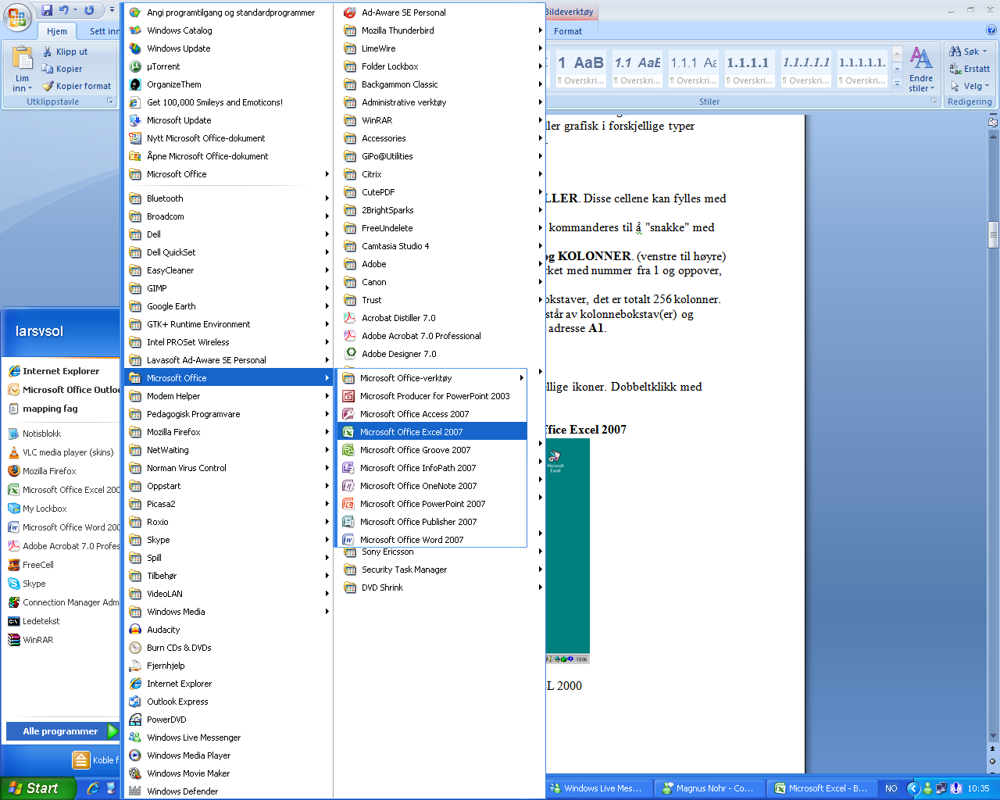 Bildeverktøy
Hjem
Sett inn
Format
Lim
inn
Klipp ut
Kopier
Kopier format
Utklippstavle
1 AaB
1.1 AaE
1.1.1 Aa
1.1.1.1
1.1.1.1.1
1.1.1.1.1.
¶ Overskri...
¶ Overskri...
¶ Overskri...
¶ Overskri...
¶ Overskri...
¶ Overskri...
Endre
stiler
Stiler
Søk
Erstatt
Velg
Redigering
Angi programtilgang og standardprogrammer
Windows Catalog
Windows Update
µTorrent
OrganizeThem
Get 100,000 Smileys and Emoticons!
Microsoft Update
Nytt Microsoft Office-dokument
Åpne Microsoft Office-dokument
Microsoft Office
Bluetooth
Broadcom
Dell
Dell QuickSet
EasyCleaner
GIMP
Google Earth
GTK+ Runtime Environment
Intel PROSet Wireless
Lavasoft Ad-Aware SE Personal
Microsoft Office
Modem Helper
Pedagogisk Programvare
Mozilla Firefox
NetWaiting
Norman Virus Control
Oppstart
Picasa2
Roxio
Skype
Spill
Tilbehør
VideoLAN
Windows Media
Audacity
Burn CDs & DVDs
Fjernhjelp
Internet Explorer
Outlook Express
PowerDVD
Windows Live Messenger
Windows Media Player
Windows Movie Maker
Windows Defender
Ad-Aware SE Personal
Mozilla Thunderbird
LimeWire
Folder Lockbox
Backgammon Classic
Administrative verktøy
WinRAR
Accessories
GiPo@Utilities
Citrix
CutePDF
2BrightSparks
FreeUndelete
Camtasia Studio 4
Adobe
Canon
Trust
Acrobat Distiller 7.0
Adobe Acrobat 7.0 Professional
Adobe Designer 7.0
Microsoft Office-verktøy
Microsoft Producer for PowerPoint 2003
Microsoft Office Access 2007
Microsoft Office Excel 2007
Microsoft Office Groove 2007
Microsoft Office InfoPath 2007
Microsoft Office OneNote 2007
Microsoft Office PowerPoint 2007
Microsoft Office Publisher 2007
Microsoft Office Word 2007
Sony Ericsson
Security Task Manager
DVD Shrink
ler grafisk i forskjellige typer
LLER. Disse cellene kan fylles med
kommanderes til å "snakke" med
og KOLONNER. (venstre til høyre)
ket med nummer fra 1 og oppover,
kstaver, det er totalt 256 kolonner.
står av kolonnebokstav(er) og
adresse A1.
llige ikoner. Dobbeltklikk med
ffice Excel 2007
Microsoft
Excel
19:06
L 2000
larsvsol
Internet Explorer
Microsoft Office Outlo
mapping fag
Notisblokk
VLC media player (skins)
Mozilla Firefox
Microsoft Office Excel 200
My Lockbox
Microsoft Office Word 200
Adobe Acrobat 7.0 Profes
FreeCell
Skype
Connection Manager Adm
Ledetekst
WinRAR
Alle programmer
Koble f
Start
Windows Live Mes...
Magnus Nohr - Co...
Microsoft Excel - B...
NO
10:35